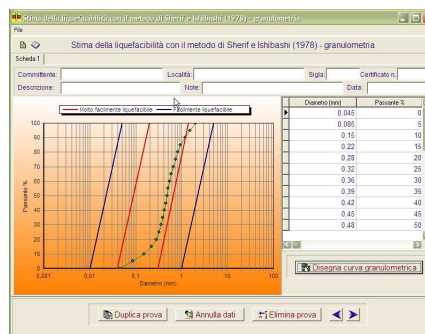 Stima della liquefacibilità con il metodo di Sherif e Ishibashi (1978) - granulometria
File
Stima della liquefacibilità con il metodo di Sherif e Ishibashi (1978) - granulometria
Scheda 1
Committente: Località: Sigla: Certificato n.
Descrizione: Note: Data:
Molto facilmente liquefacibile Facilmente liquefacibile
Passante %
100
90
80
70
60
50
40
30
20
10
0
0,001 0,01 0,1 1 10 100
Diametro (mm)
Diametro (mm) Passante %
0.045 0
0.085 5
0.15 10
0.22 15
0.28 20
0.32 25
0.36 30
0.39 35
0.42 40
0.45 45
0.48 50
Disegna curva granulometrica
Duplica prova Annulla dati Elimina prova